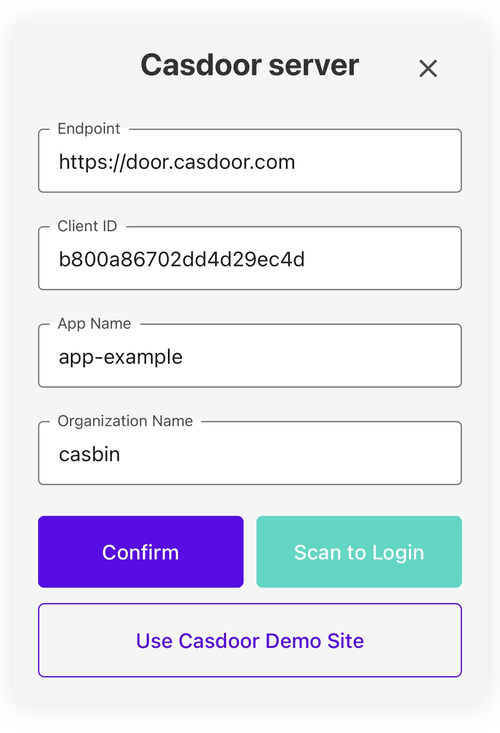 Casdoor server
Endpoint
https://door.casdoor.com
Client ID
b800a86702dd4d29ec4d
App Name
app-example
Organization Name
casbin
Confirm
Scan to Login
Use Casdoor Demo Site